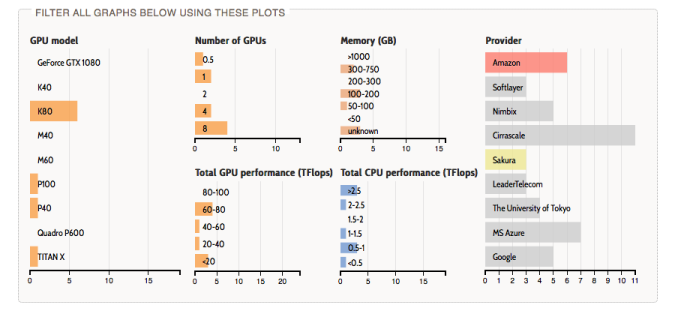 FILTER ALL GRAPHS BELOW USING THESE PLOTS
GPU model
GeForce GTX 1080
K40
K80
M40
M60
P100
P40
Quadro P600
TITAN X
0 5 10 15
Number of GPUs
0.5
1
2
4
8
0 5 10
Memory (GB)
>1000
300-750
200-300
100-200
50-100
<50
unknown
0 5 10 15
Total GPU performance (TFlops)
80-100
60-80
40-60
20-40
<20
0 5 10 15 20
Total CPU performance (TFlops)
>2.5
2-2.5
1.5-2
1-1.5
0.5-1
<0.5
0 5 10 15
Provider
Amazon
Softlayer
Nimbix
Cirrascale
Sakura
LeaderTelecom
The University of Tokyo
MS Azure
Google
0 1 2 3 4 5 6 7 8 9 10 11